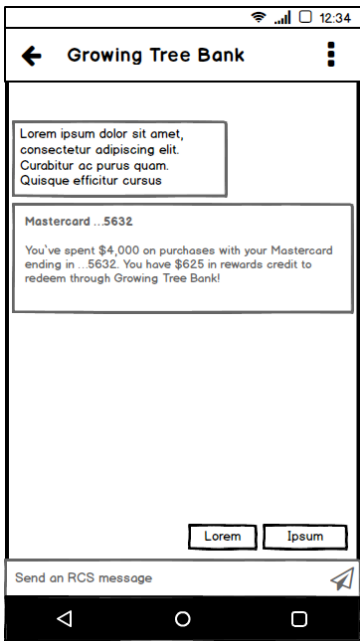 12:34
Growing Tree Bank
Lorem ipsum dolor sit amet,
consectetur adipiscing elit.
Curabitur ac purus quam.
Quisque efficitur cursus
Mastercard ...5632
You've spent $4,000 on purchases with your Mastercard
ending in ...5632. You have $625 in rewards credit to
redeem through Growing Tree Bank!
Lorem Ipsum
Send an RCS message